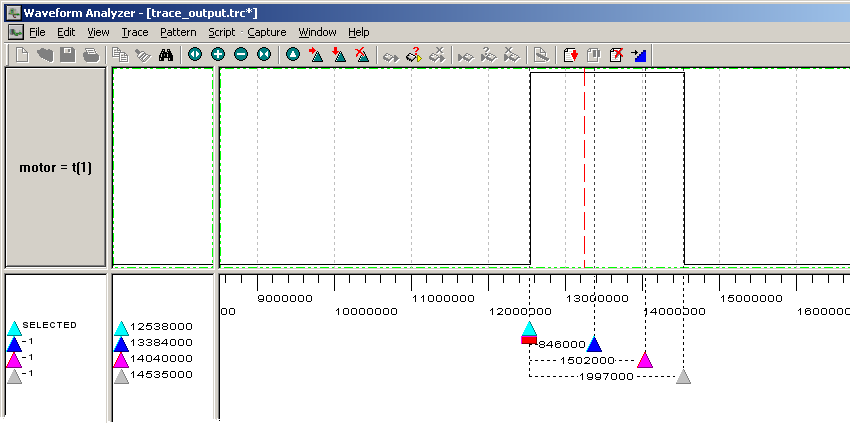 Waveform Analyzer - [trace_output.trc*]
File Edit View Trace Pattern Script Capture Window Help
motor = t(1)
9000000 11000000 13000000 15000000
00 10000000 12000000 14000000 1600000
SELECTED 12538000
-1 13384000 846000
-1 14040000 1502000
-1 14535000 1997000